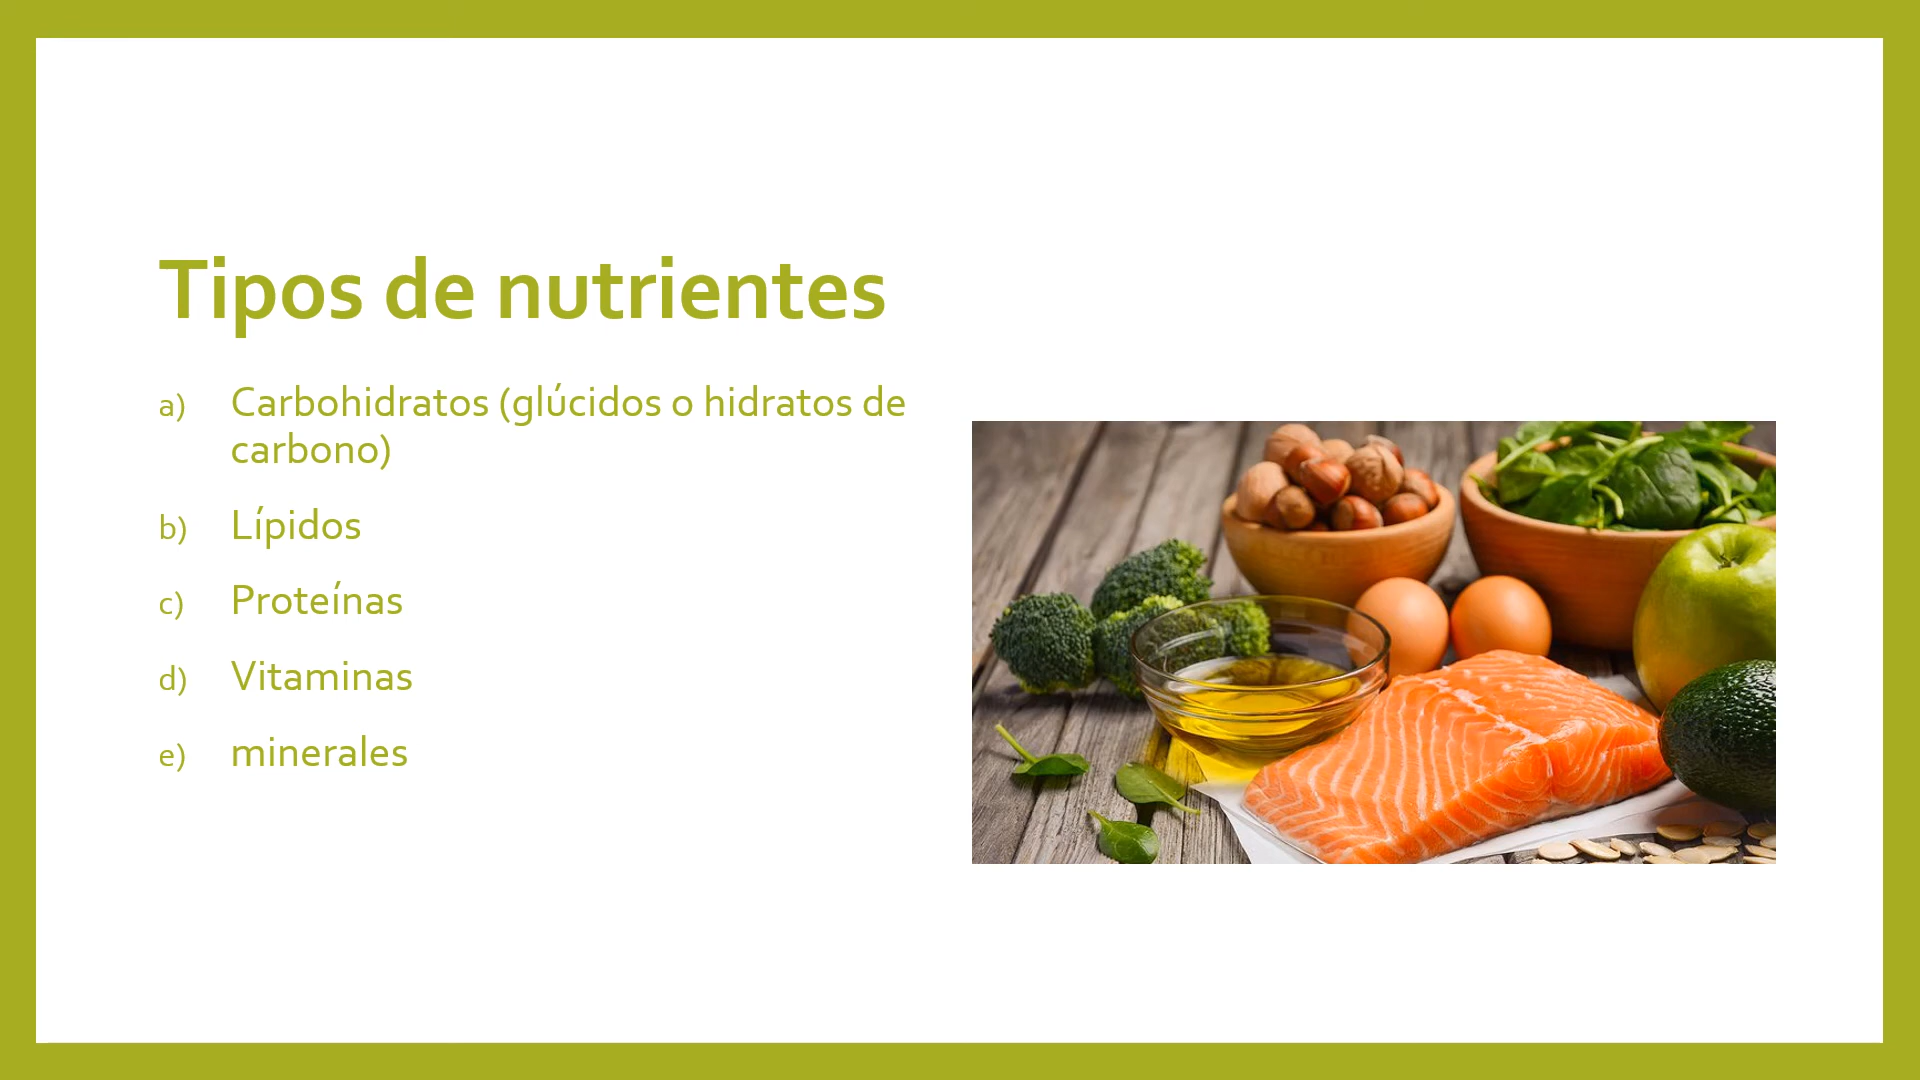 Tipos de nutrientes
a) Carbohidratos (glúcidos o hidratos de
carbono)
b) Lípidos
c) Proteínas
d) Vitaminas
e) minerales